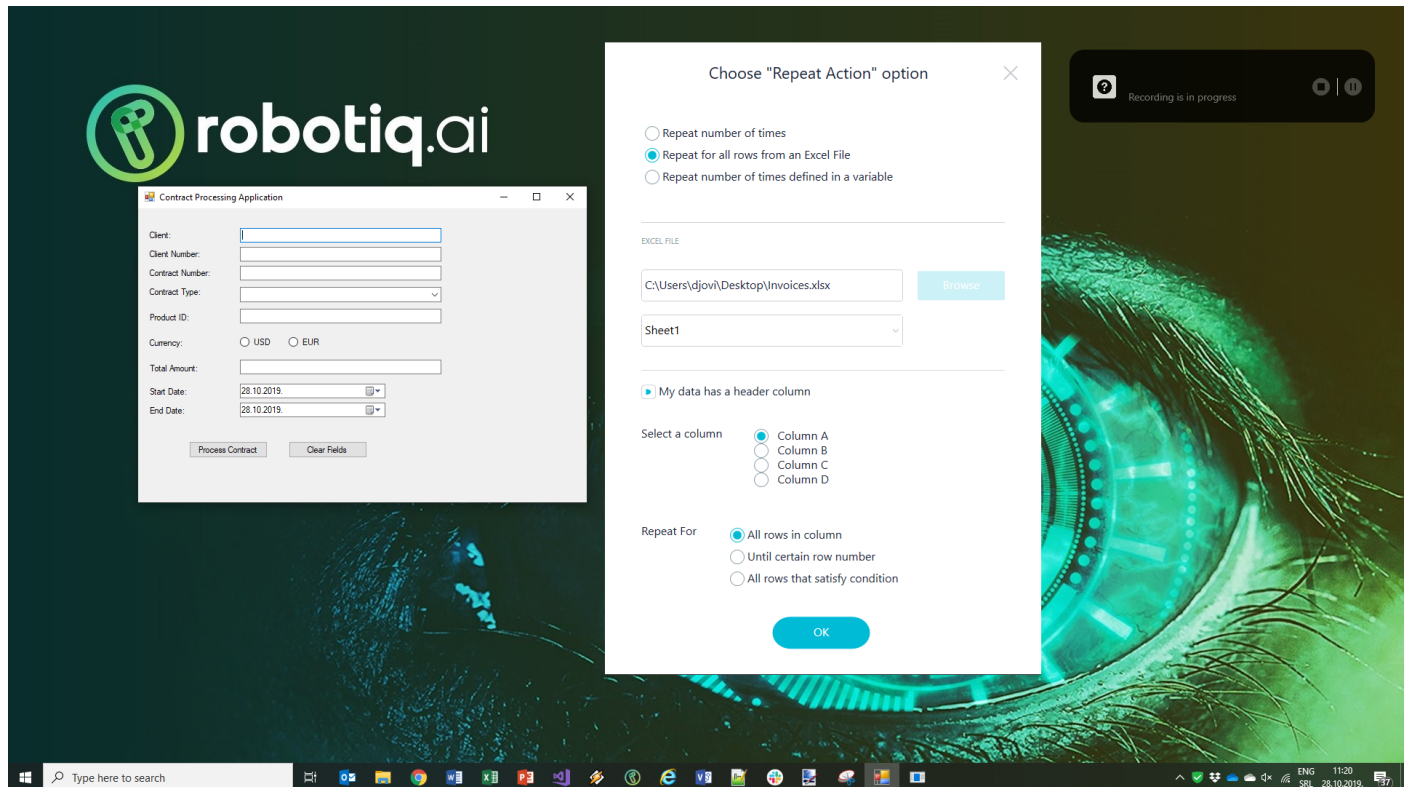 robotiq.ai
Contract Processing Application
Client:
Client Number:
Contract Number:
Contract Type:
Product ID:
Currency: USD EUR
Total Amount:
Start Date: 28.10.2019.
End Date: 28.10.2019.
Process Contract Clear Fields
Choose "Repeat Action" option
Repeat number of times
Repeat for all rows from an Excel File
Repeat number of times defined in a variable
EXCEL FILE
C:\Users\djovi\Desktop\Invoices.xlsx Browse
Sheet1
My data has a header column
Select a column
Column A
Column B
Column C
Column D
Repeat For
All rows in column
Until certain row number
All rows that satisfy condition
OK
Recording is in progress
Type here to search
ENG 11:20
SRL 28.10.2019.
37